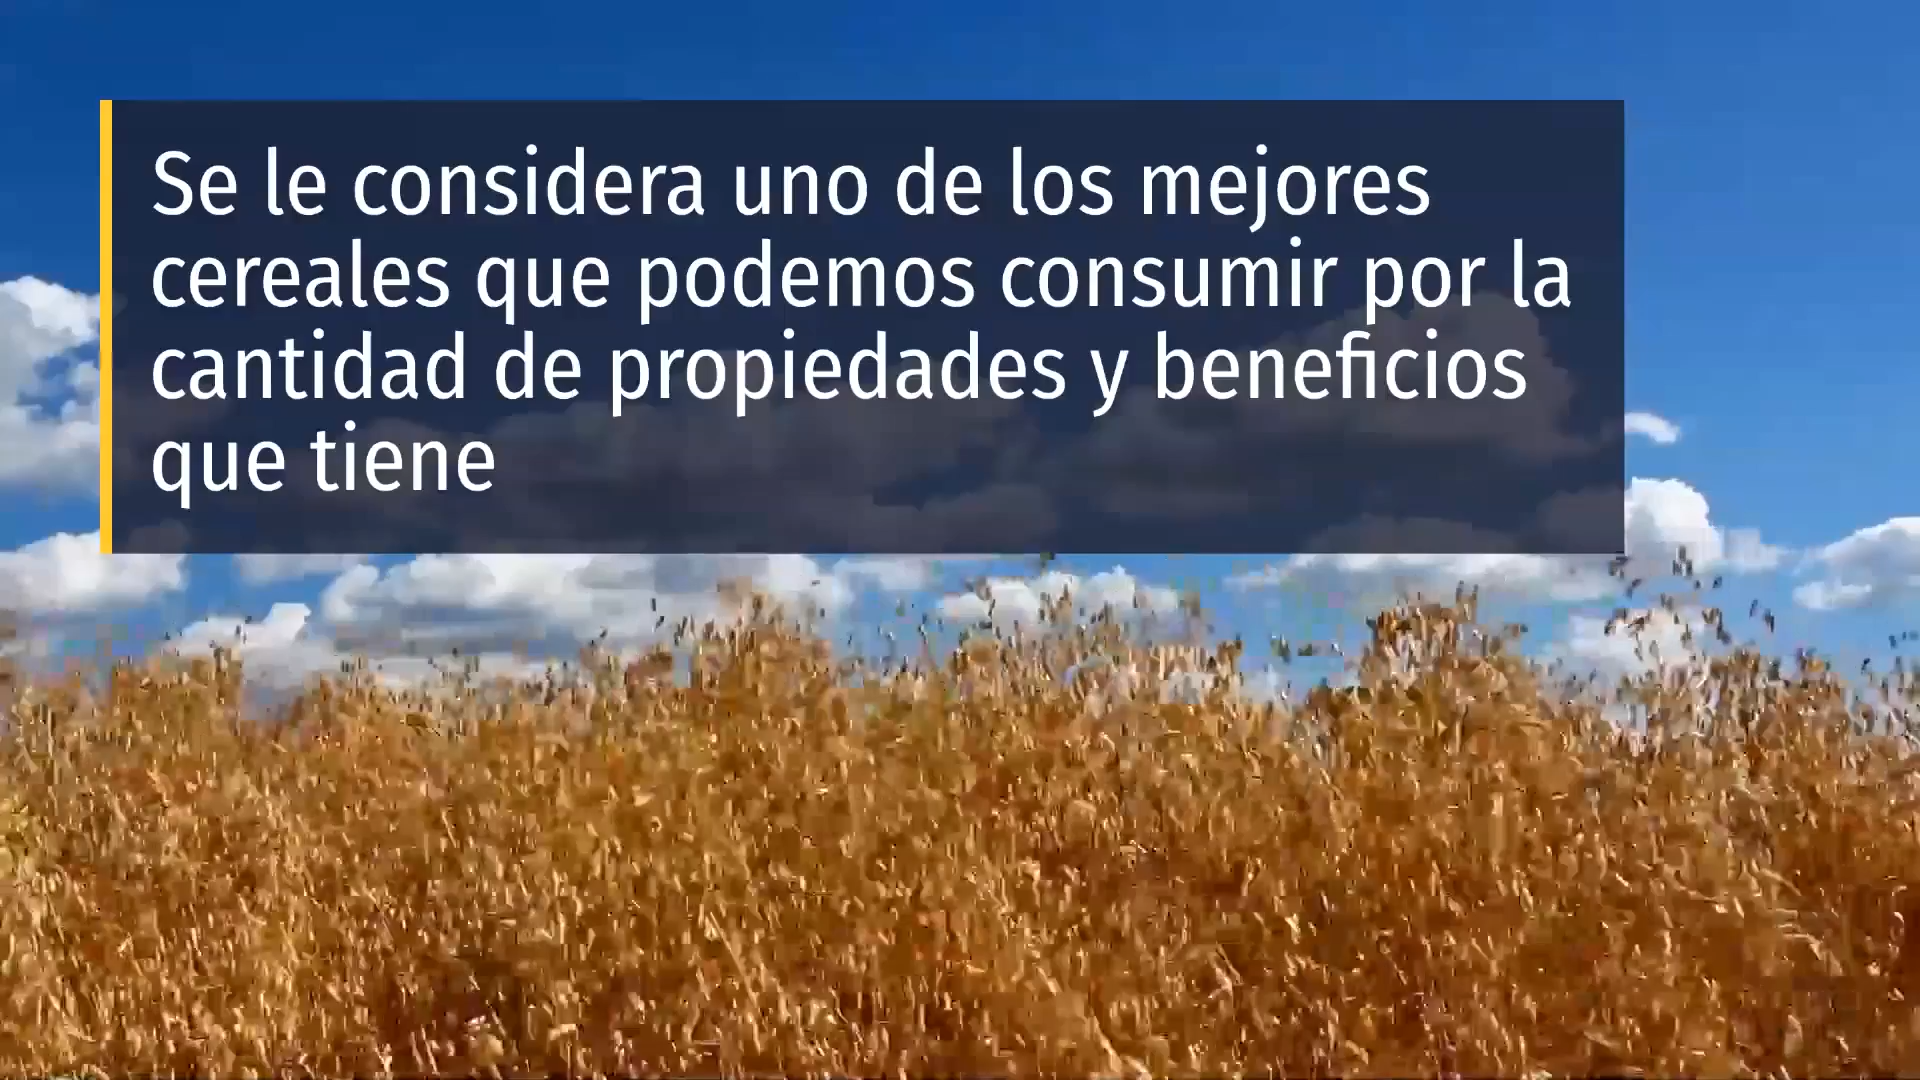 Se le considera uno de los mejores
cereales que podemos consumir por la
cantidad de propiedades y beneficios
que tiene